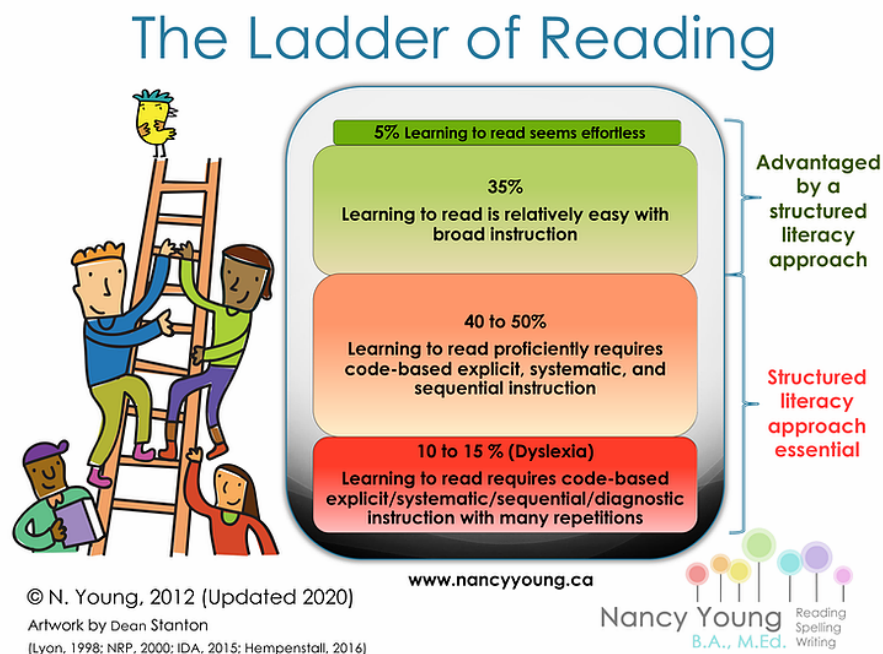 The Ladder of Reading
5% Learning to read seems effortless
35%
Learning to read is relatively easy with
broad instruction
Advantaged
by a
structured
literacy
approach
40 to 50%
Learning to read proficiently requires
code-based explicit, systematic, and
sequential instruction
10 to 15 % (Dyslexia)
Learning to read requires code-based
explicit/systematic/sequential/diagnostic
instruction with many repetitions
Structured
literacy
approach
essential
www.nancyyoung.ca
© N. Young, 2012 (Updated 2020)
Artwork by Dean Stanton
(Lyon, 1998; NRP, 2000; IDA, 2015; Hempenstall, 2016)
Nancy Young
B.A., M.Ed.
Reading
Spelling
Writing